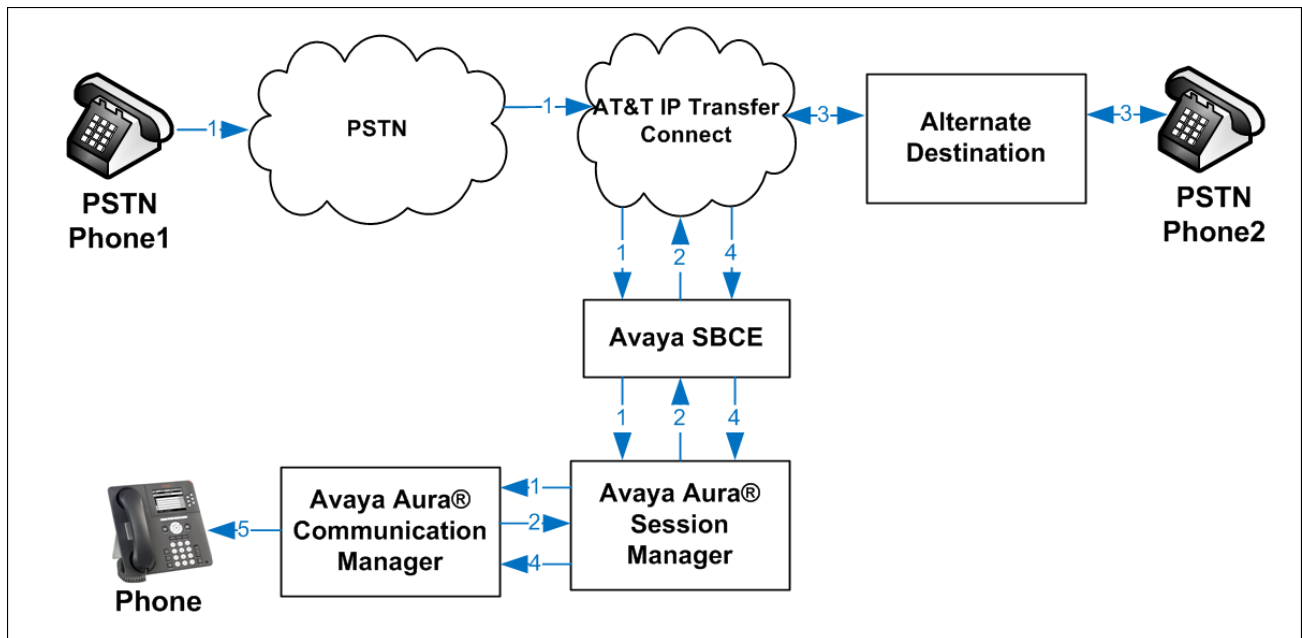 1
PSTN
1
AT&T IP Transfer
Connect
3
Alternate
Destination
3
PSTN
Phone1
PSTN
Phone2
1
2
4
Avaya SBCE
1
2
4
Avaya Aura®
Communication
Manager
1
2
4
Avaya Aura®
Session
Manager
5
Phone